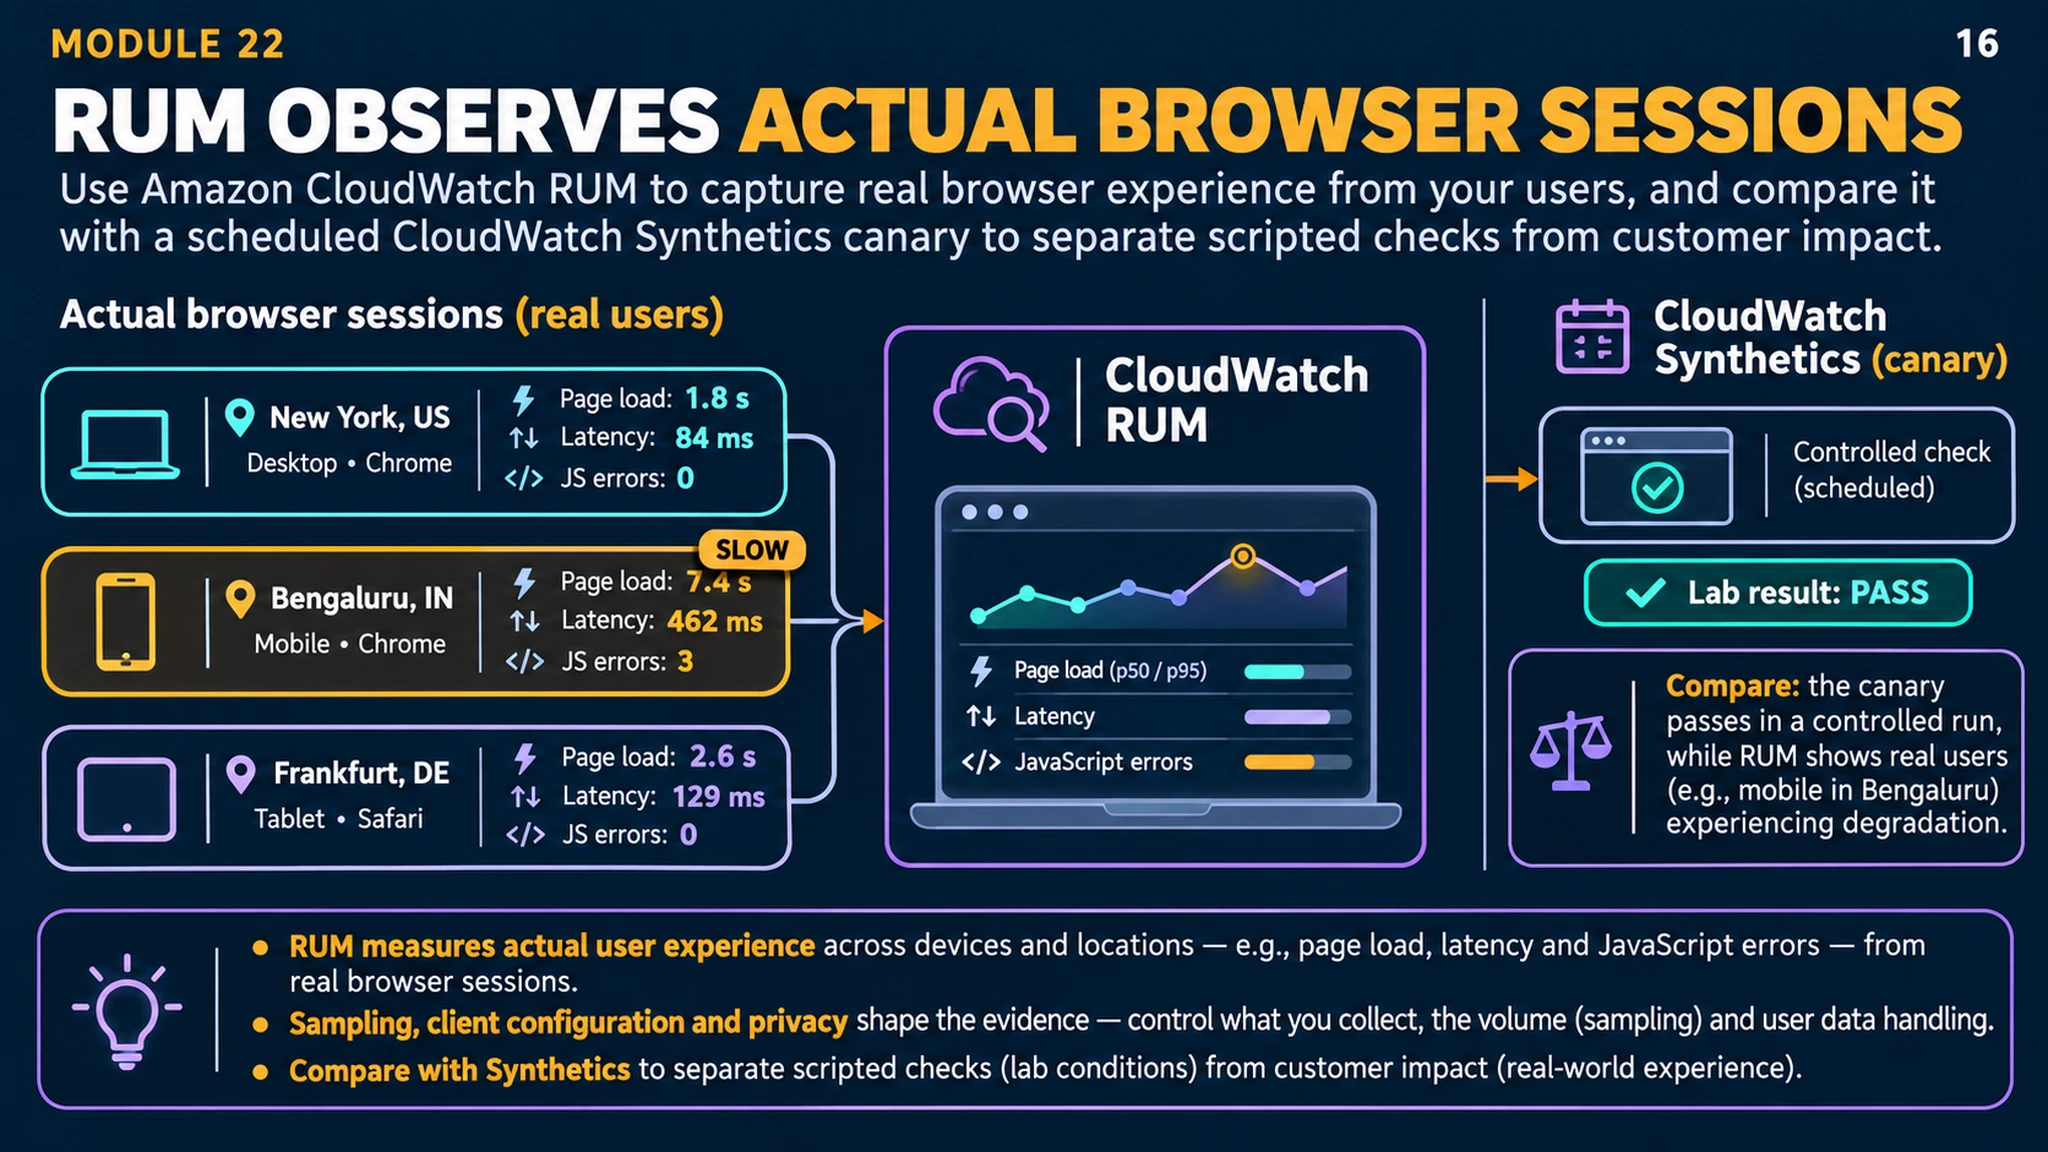 MODULE 22
16
RUM OBSERVES ACTUAL BROWSER SESSIONS
Use Amazon CloudWatch RUM to capture real browser experience from your users, and compare it
with a scheduled CloudWatch Synthetics canary to separate scripted checks from customer impact.
Actual browser sessions (real users)
New York, US
Desktop • Chrome
Page load: 1.8 s
Latency: 84 ms
</> JS errors: 0
SLOW
Bengaluru, IN
Mobile • Chrome
Page load: 7.4 s
Latency: 462 ms
</> JS errors: 3
Frankfurt, DE
Tablet • Safari
Page load: 2.6 s
Latency: 129 ms
</> JS errors: 0
CloudWatch
RUM
Page load (p50 / p95)
Latency
</> JavaScript errors
CloudWatch
Synthetics (canary)
Controlled check
(scheduled)
Lab result: PASS
Compare: the canary
passes in a controlled run,
while RUM shows real users
(e.g., mobile in Bengaluru)
experiencing degradation.
• RUM measures actual user experience across devices and locations — e.g., page load, latency and JavaScript errors — from
real browser sessions.
• Sampling, client configuration and privacy shape the evidence — control what you collect, the volume (sampling) and user data handling.
• Compare with Synthetics to separate scripted checks (lab conditions) from customer impact (real-world experience).